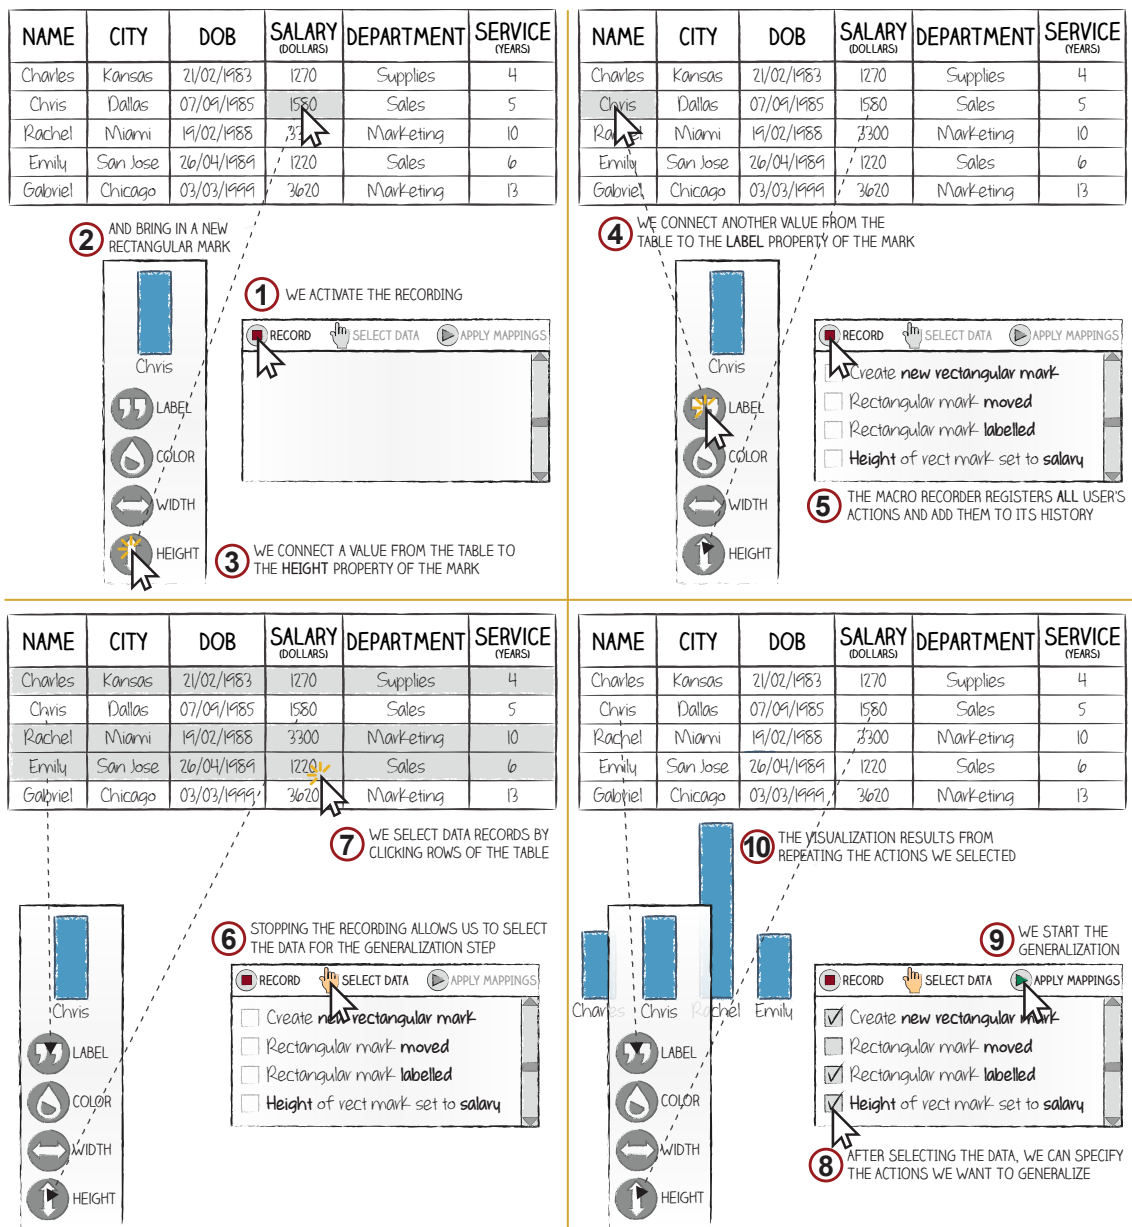 NAME CITY DOB SALARY (DOLLARS) DEPARTMENT SERVICE (YEARS)
Charles Kansas 21/02/1983 1270 Supplies 4
Chris Dallas 07/09/1985 1580 Sales 5
Rachel Miami 19/02/1988 3300 Marketing 10
Emily San Jose 26/04/1989 1220 Sales 6
Gabriel Chicago 03/03/1999 3620 Marketing 13
2 AND BRING IN A NEW
RECTANGULAR MARK
1 WE ACTIVATE THE RECORDING
RECORD SELECT DATA APPLY MAPPINGS
Chris
LABEL
COLOR
WIDTH
HEIGHT
3 WE CONNECT A VALUE FROM THE TABLE TO
THE HEIGHT PROPERTY OF THE MARK
NAME CITY DOB SALARY (DOLLARS) DEPARTMENT SERVICE (YEARS)
Charles Kansas 21/02/1983 1270 Supplies 4
Chris Dallas 07/09/1985 1580 Sales 5
Rachel Miami 19/02/1988 3300 Marketing 10
Emily San Jose 26/04/1989 1220 Sales 6
Gabriel Chicago 03/03/1999 3620 Marketing 13
4 WE CONNECT ANOTHER VALUE FROM THE
TABLE TO THE LABEL PROPERTY OF THE MARK
Chris
LABEL
COLOR
WIDTH
HEIGHT
RECORD SELECT DATA APPLY MAPPINGS
Create new rectangular mark
Rectangular mark moved
Rectangular mark labelled
Height of rect mark set to salary
5 THE MACRO RECORDER REGISTERS ALL USER'S
ACTIONS AND ADD THEM TO ITS HISTORY
NAME CITY DOB SALARY (DOLLARS) DEPARTMENT SERVICE (YEARS)
Charles Kansas 21/02/1983 1270 Supplies 4
Chris Dallas 07/09/1985 1580 Sales 5
Rachel Miami 19/02/1988 3300 Marketing 10
Emily San Jose 26/04/1989 1220 Sales 6
Gabriel Chicago 03/03/1999 3620 Marketing 13
7 WE SELECT DATA RECORDS BY
CLICKING ROWS OF THE TABLE
6 STOPPING THE RECORDING ALLOWS US TO SELECT
THE DATA FOR THE GENERALIZATION STEP
RECORD SELECT DATA APPLY MAPPINGS
Create new rectangular mark
Rectangular mark moved
Rectangular mark labelled
Height of rect mark set to salary
Chris
LABEL
COLOR
WIDTH
HEIGHT
NAME CITY DOB SALARY (DOLLARS) DEPARTMENT SERVICE (YEARS)
Charles Kansas 21/02/1983 1270 Supplies 4
Chris Dallas 07/09/1985 1580 Sales 5
Rachel Miami 19/02/1988 3300 Marketing 10
Emily San Jose 26/04/1989 1220 Sales 6
Gabriel Chicago 03/03/1999 3620 Marketing 13
10 THE VISUALIZATION RESULTS FROM
REPEATING THE ACTIONS WE SELECTED
9 WE START THE
GENERALIZATION
Charles Chris Rachel Emily
LABEL
COLOR
WIDTH
HEIGHT
RECORD SELECT DATA APPLY MAPPINGS
Create new rectangular mark
Rectangular mark moved
Rectangular mark labelled
Height of rect mark set to salary
8 AFTER SELECTING THE DATA, WE CAN SPECIFY
THE ACTIONS WE WANT TO GENERALIZE